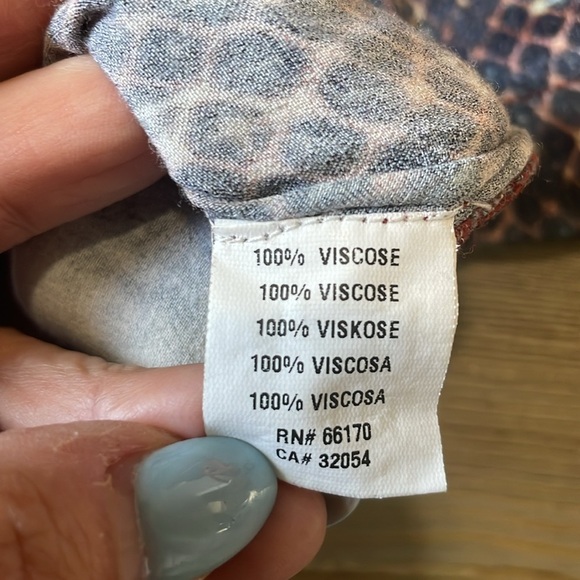 100% VISCOSE
100% VISCOSE
100% VISKOSE
100% VISCOSA
100% VISCOSA
RN# 66170
CA# 32054